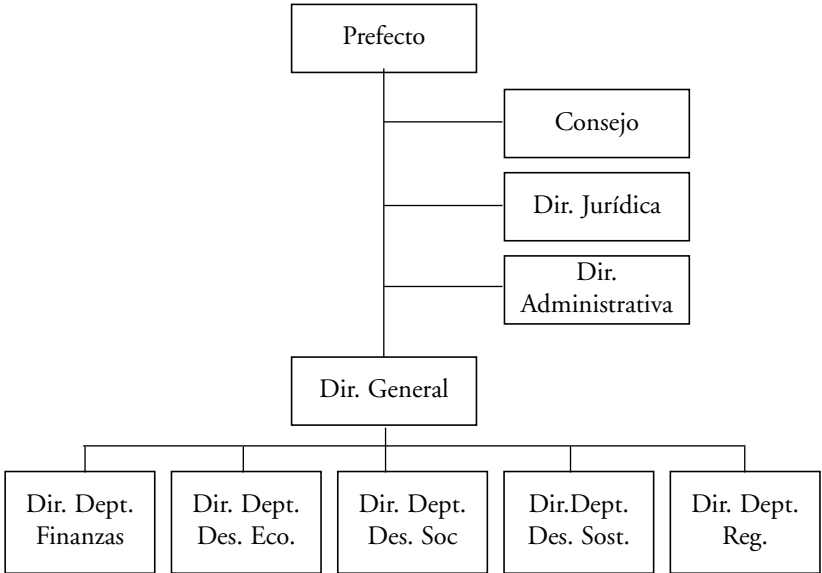 Prefecto
Consejo
Dir. Jurídica
Dir.
Administrativa
Dir. General
Dir. Dept.
Finanzas
Dir. Dept.
Des. Eco.
Dir. Dept.
Des. Soc
Dir.Dept.
Des. Sost.
Dir. Dept.
Reg.